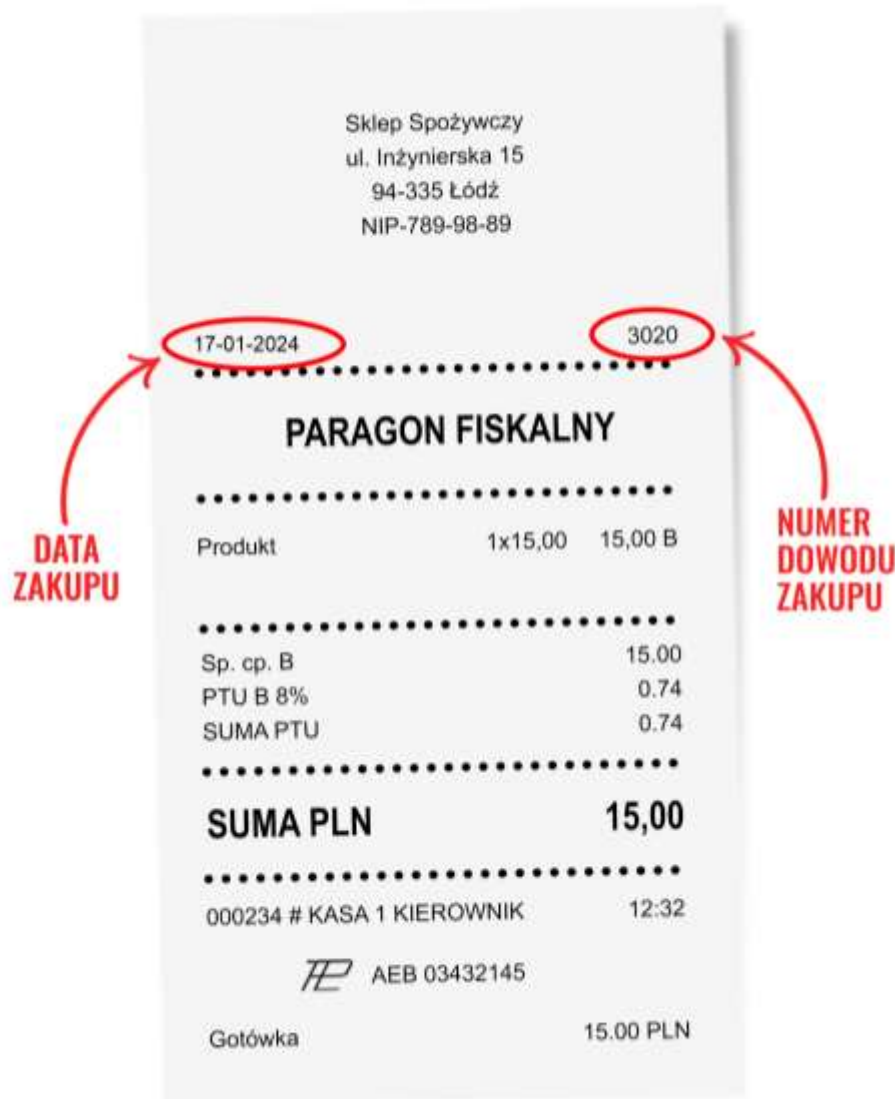 Sklep Spożywczy
ul. Inżynierska 15
94-335 Łódź
NIP-789-98-89
17-01-2024 3020
PARAGON FISKALNY
DATA
ZAKUPU
NUMER
DOWODU
ZAKUPU
Produkt 1x15,00 15,00 B
Sp. cp. B 15.00
PTU B 8% 0.74
SUMA PTU 0.74
SUMA PLN 15,00
000234 # KASA 1 KIEROWNIK 12:32
AEB 03432145
Gotówka 15.00 PLN